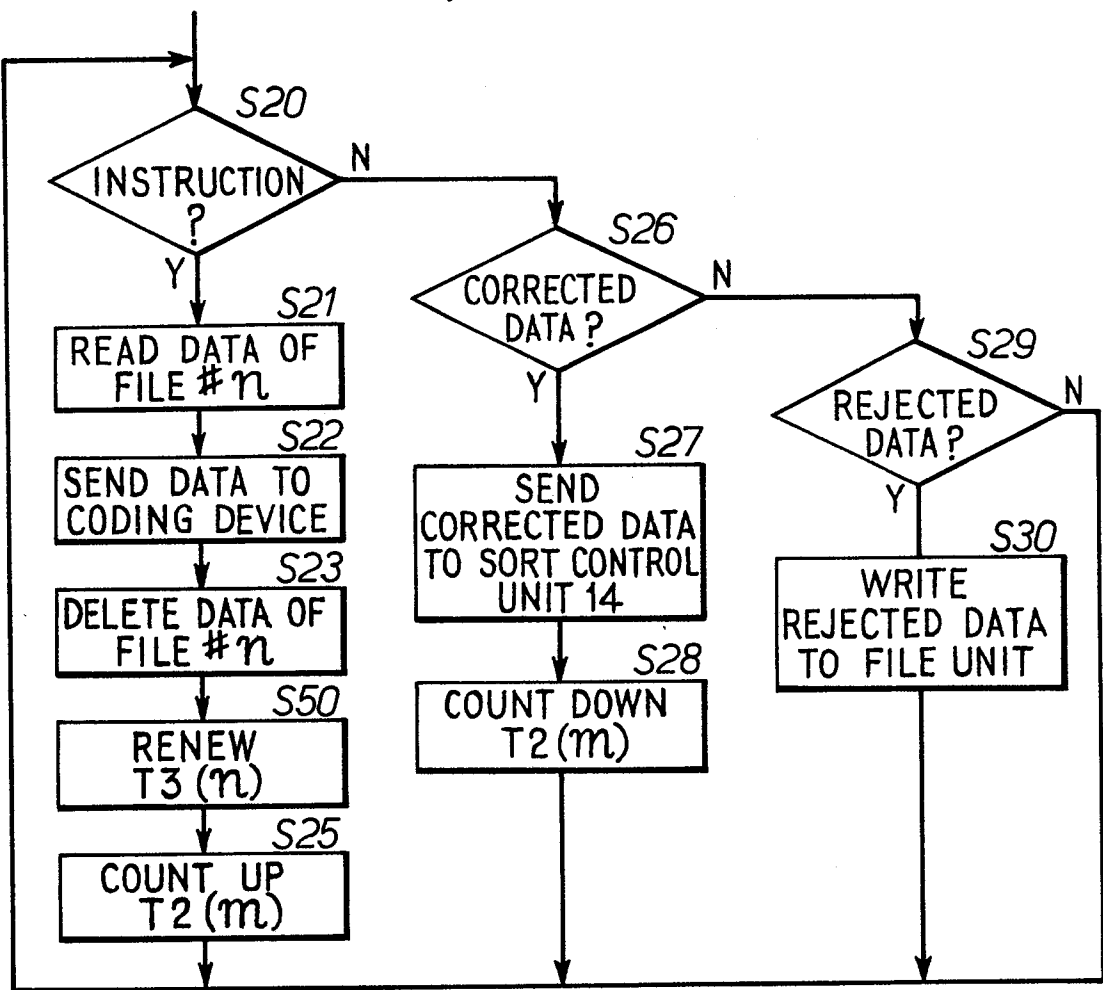 S20
INSTRUCTION
?
N
Y
S21
READ DATA OF
FILE #n
S22
SEND DATA TO
CODING DEVICE
S23
DELETE DATA OF
FILE #n
S50
RENEW
T3(n)
S25
COUNT UP
T2(m)
S26
CORRECTED
DATA?
N
Y
S27
SEND
CORRECTED DATA
TO SORT CONTROL
UNIT 14
S28
COUNT DOWN
T2(m)
S29
REJECTED
DATA?
N
Y
S30
WRITE
REJECTED DATA
TO FILE UNIT